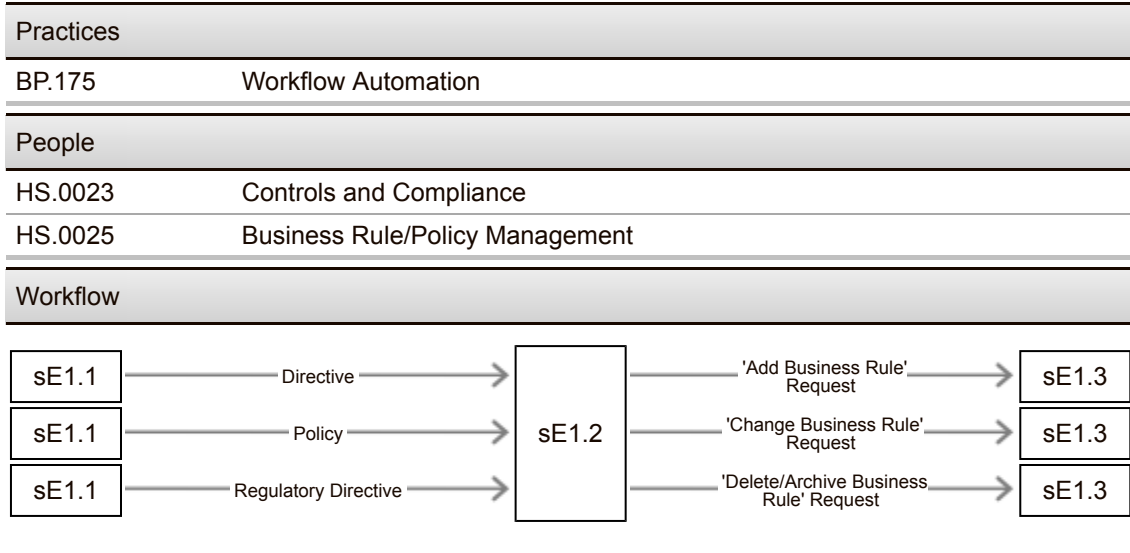 Practices
BP.175 Workflow Automation
People
HS.0023 Controls and Compliance
HS.0025 Business Rule/Policy Management
Workflow
sE1.1 Directive 'Add Business Rule' Request sE1.3
sE1.1 Policy sE1.2 'Change Business Rule' Request sE1.3
sE1.1 Regulatory Directive 'Delete/Archive Business Rule' Request sE1.3